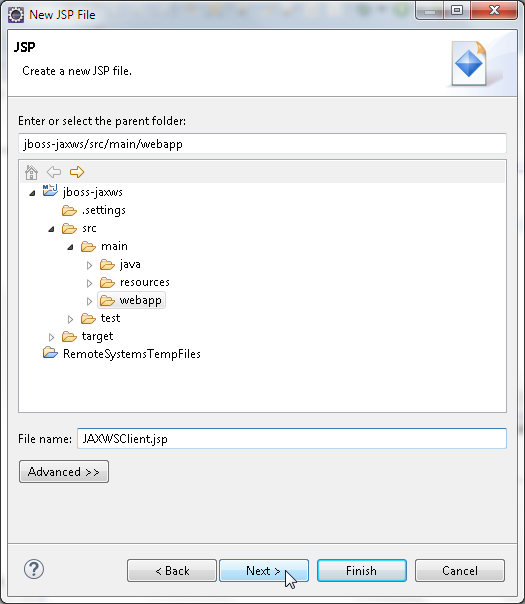 New JSP File
JSP
Create a new JSP file.
Enter or select the parent folder:
jboss-jaxws/src/main/webapp
jboss-jaxws
.settings
src
main
java
resources
webapp
test
target
RemoteSystemsTempFiles
File name: JAXWSClient.jsp
Advanced >>
< Back Next > Finish Cancel